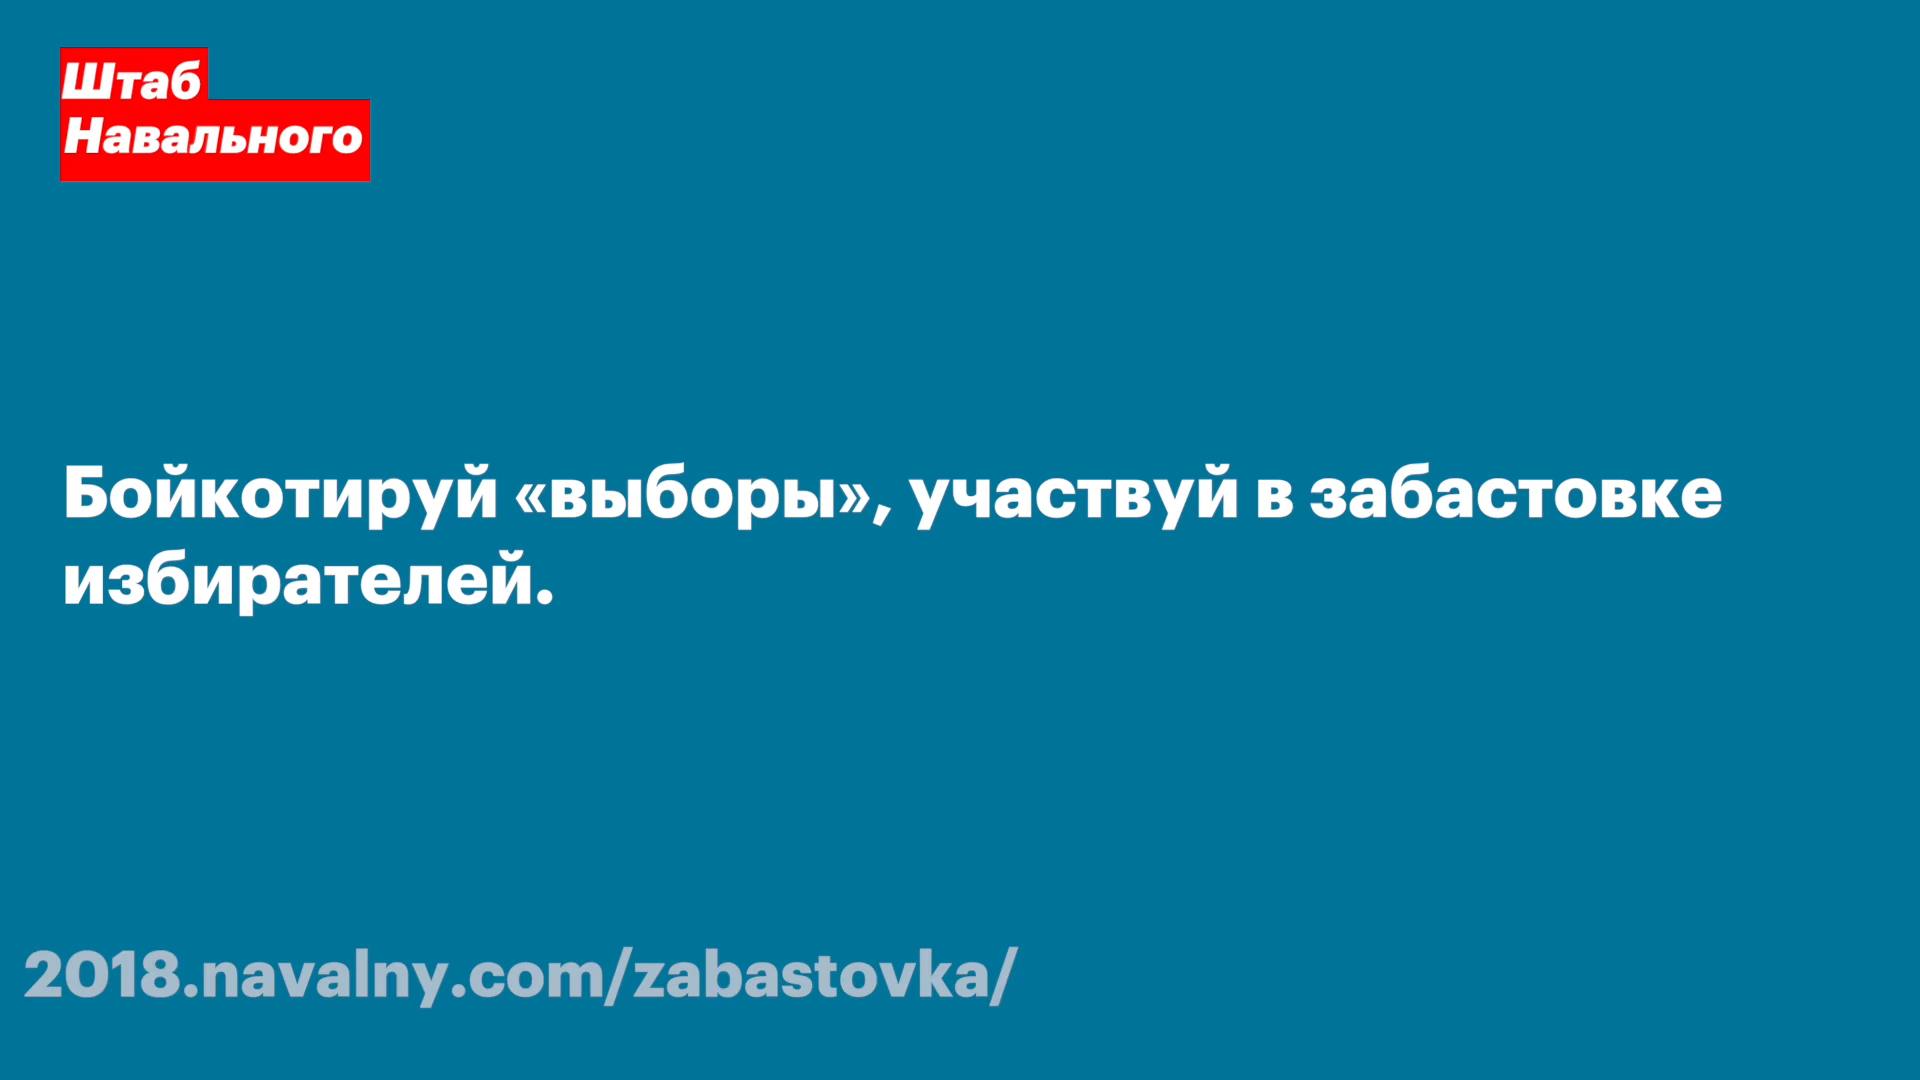 Штаб
Навального
Бойкотируй «выборы», участвуй в забастовке
избирателей.
2018.navalny.com/zabastovka/